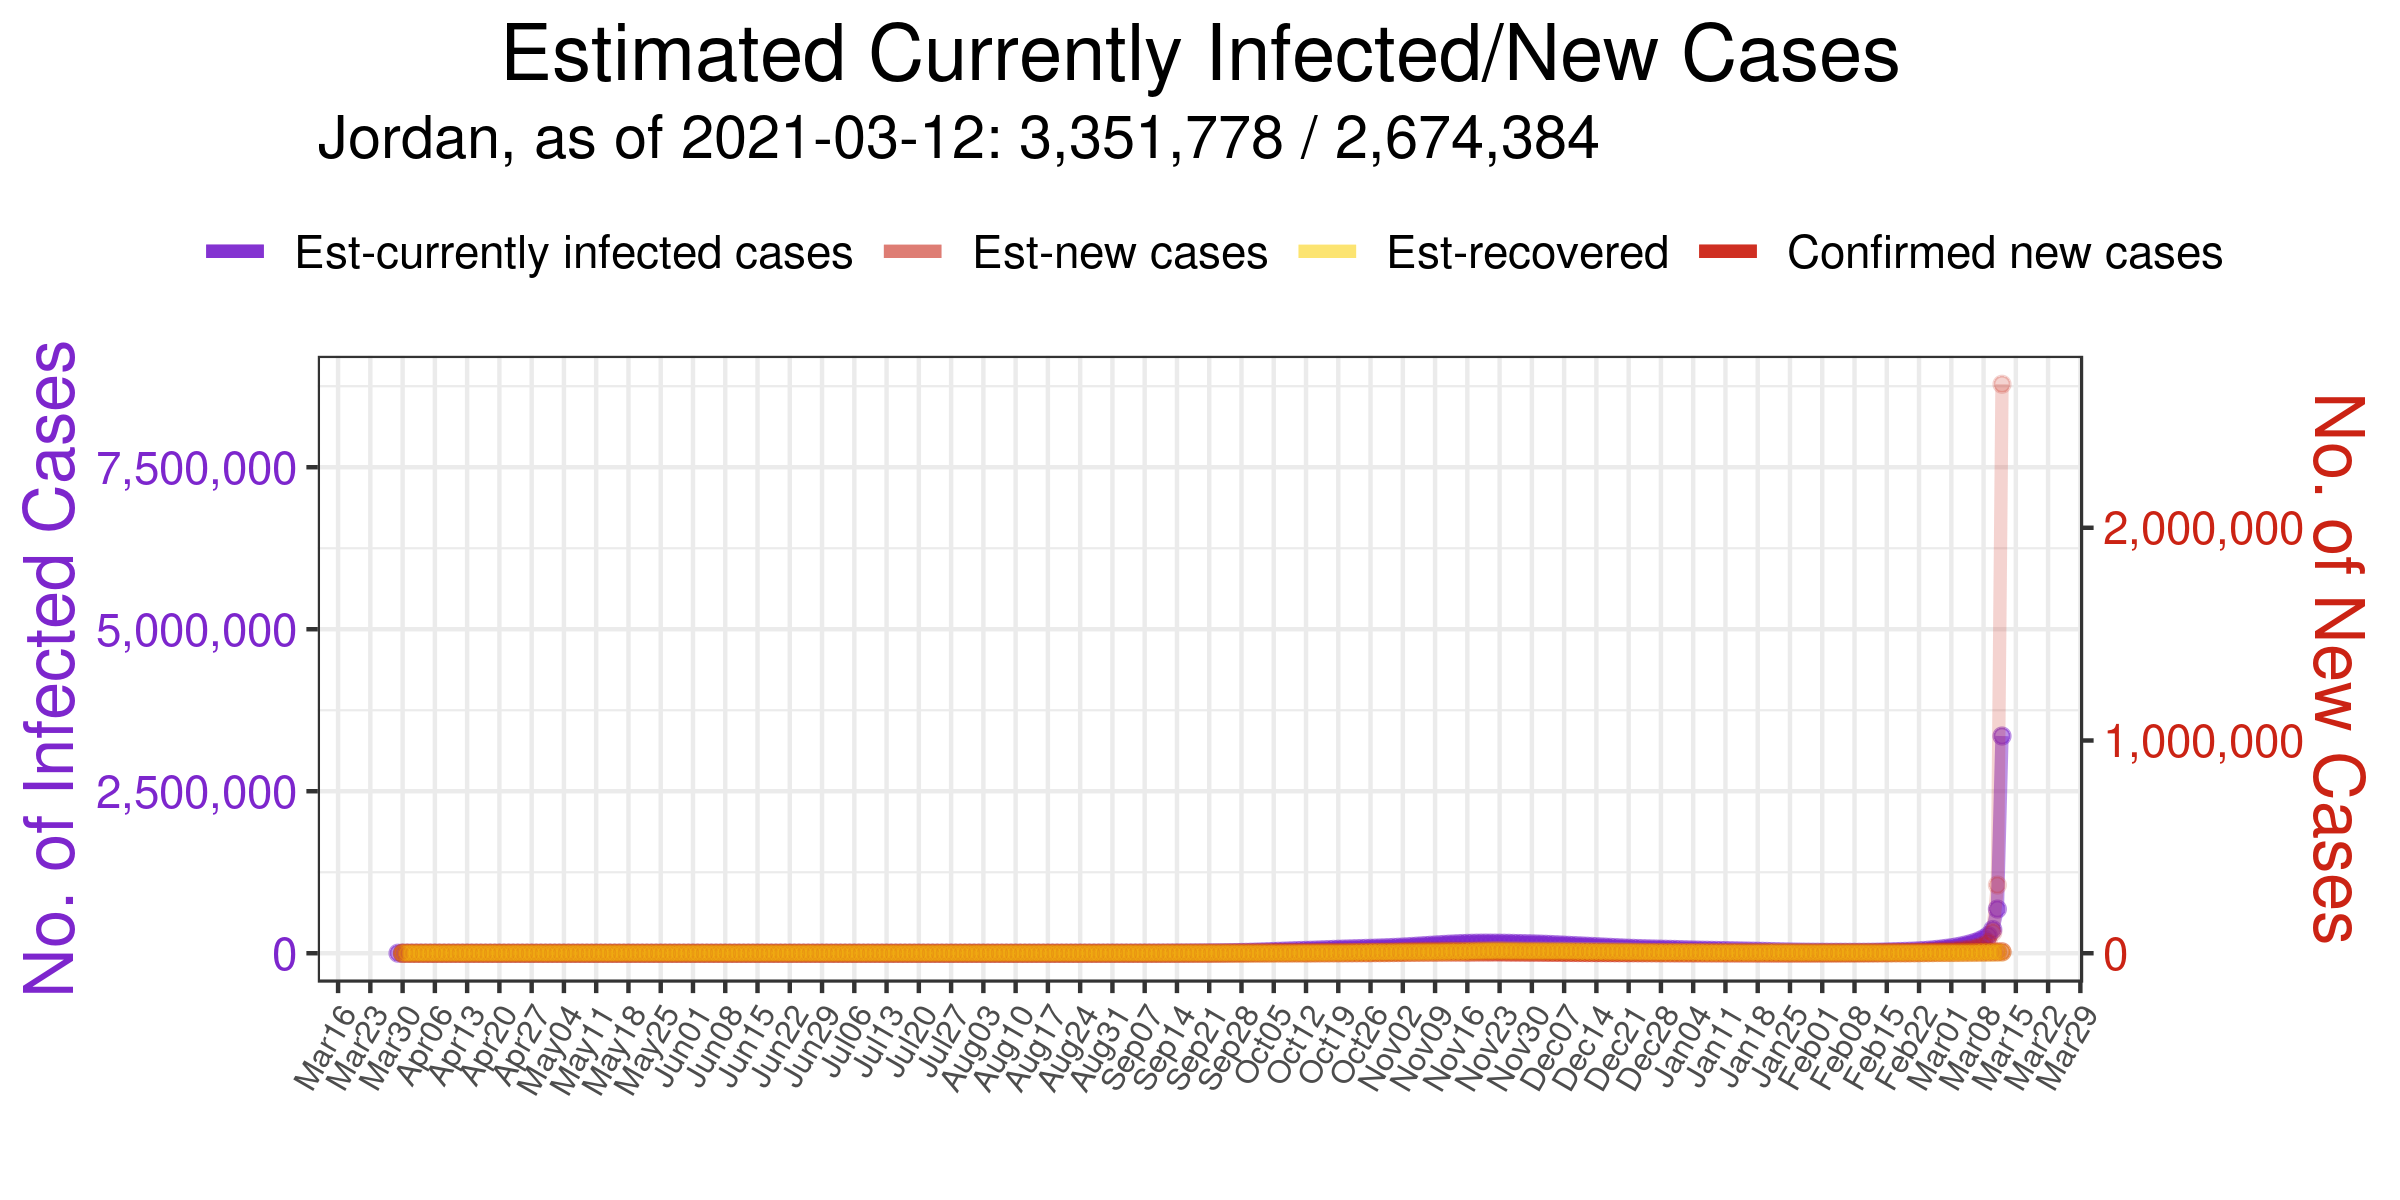 Estimated Currently Infected/New Cases
Jordan, as of 2021-03-12: 3,351,778 / 2,674,384
Est-currently infected cases Est-new cases Est-recovered Confirmed new cases
No. of Infected Cases
7,500,000
5,000,000
2,500,000
0
2,000,000
1,000,000
0
No. of New Cases
Mar16
Mar23
Mar30
Apr06
Apr13
Apr20
Apr27
May04
May11
May18
May25
Jun01
Jun08
Jun15
Jun22
Jun29
Jul06
Jul13
Jul20
Jul27
Aug03
Aug10
Aug17
Aug24
Aug31
Sep07
Sep14
Sep21
Sep28
Oct05
Oct12
Oct19
Oct26
Nov02
Nov09
Nov16
Nov23
Nov30
Dec07
Dec14
Dec21
Dec28
Jan04
Jan11
Jan18
Jan25
Feb01
Feb08
Feb15
Feb22
Mar01
Mar08
Mar15
Mar22
Mar29